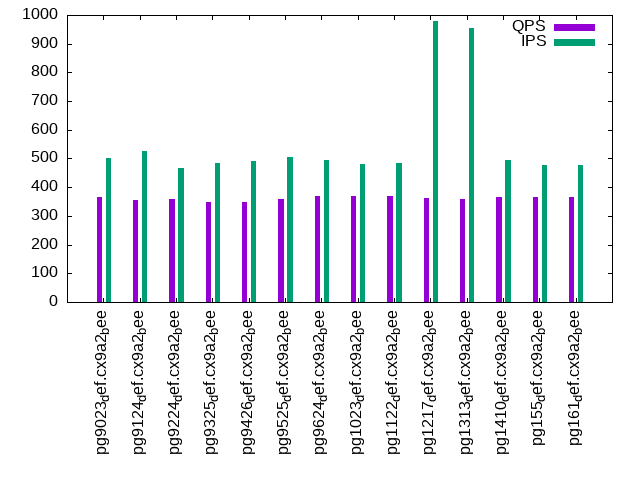 1000
900
800
700
600
500
400
300
200
100
0
QPS
IPS
pg9023def.cx9a2bee
pg9124def.cx9a2bee
pg9224def.cx9a2bee
pg9325def.cx9a2bee
pg9426def.cx9a2bee
pg9525def.cx9a2bee
pg9624def.cx9a2bee
pg1023def.cx9a2bee
pg1122def.cx9a2bee
pg1217def.cx9a2bee
pg1313def.cx9a2bee
pg1410def.cx9a2bee
pg155def.cx9a2bee
pg161def.cx9a2bee